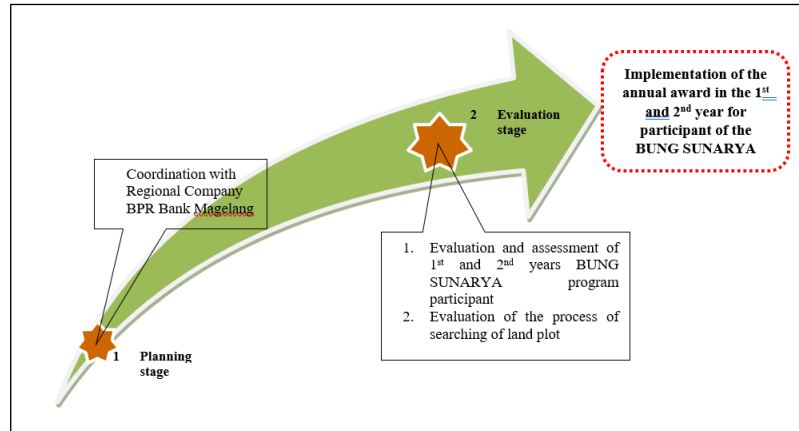 Implementation of the
annual award in the 1st
and 2nd year for
participant of the
BUNG SUNARYA
2 Evaluation
stage
Coordination with
Regional Company
BPR Bank Magelang
1. Evaluation and assessment of
1st and 2nd years BUNG
SUNARYA program
participant
2. Evaluation of the process of
searching of land plot
1 Planning
stage